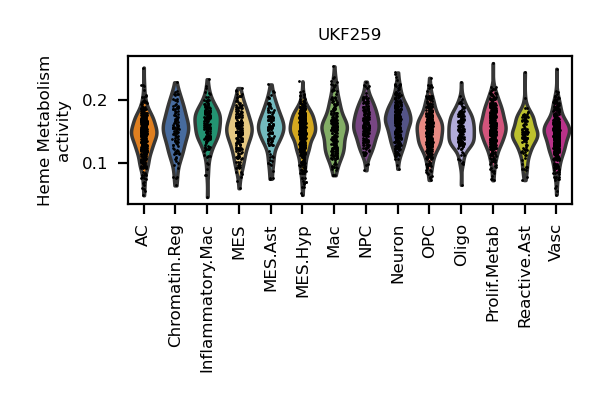 UKF259
Heme Metabolism
activity
0.2
0.1
AC
Chromatin.Reg
Inflammatory.Mac
MES
MES.Ast
MES.Hyp
Mac
NPC
Neuron
OPC
Oligo
Prolif.Metab
Reactive.Ast
Vasc